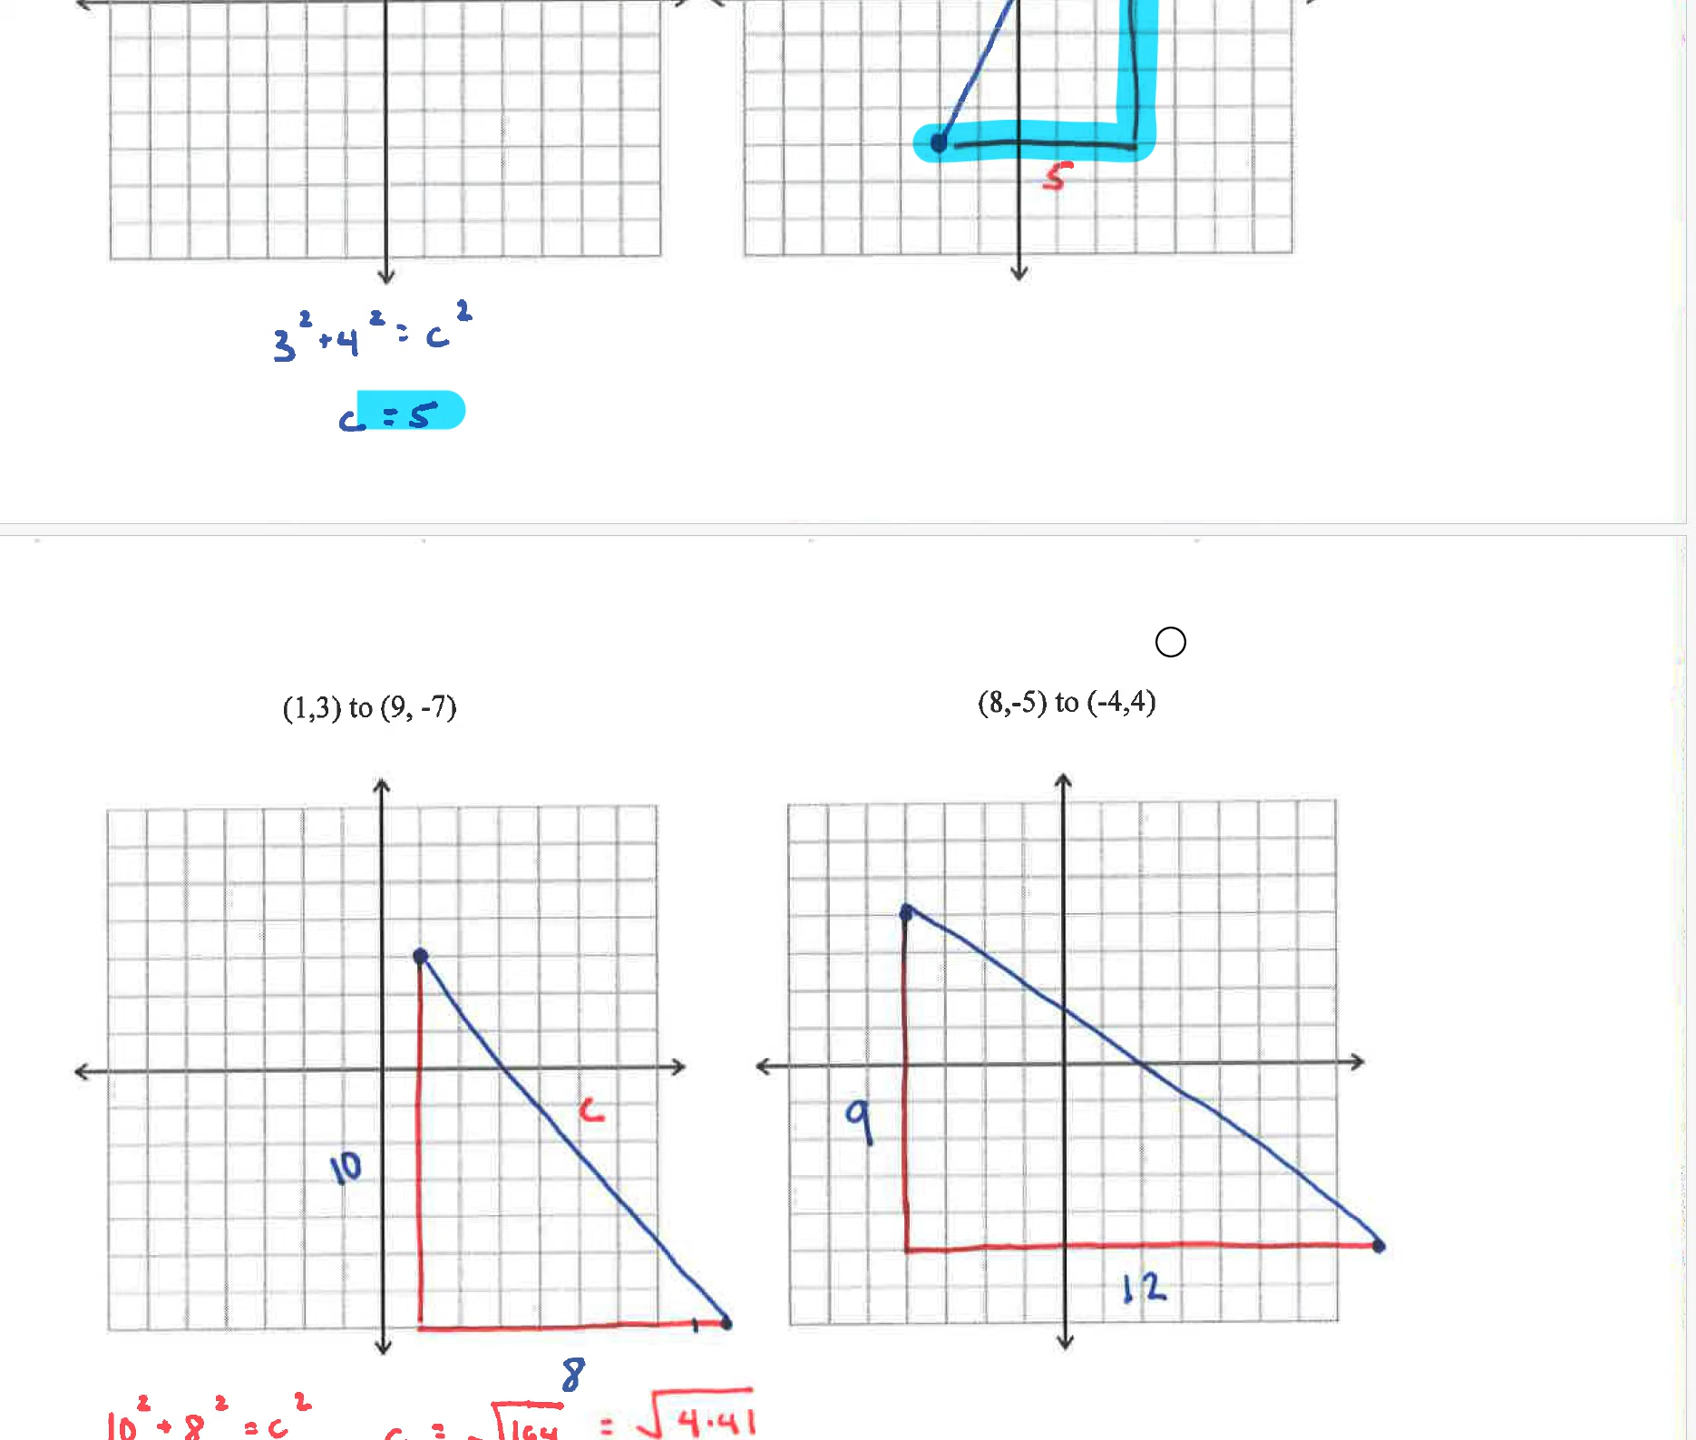 5
3² + 4² = c²
c = 5
(1,3) to (9, -7)
(8,-5) to (-4,4)
c
10
9
12
8
10² + 8² = c²
c = √164 = √4·41